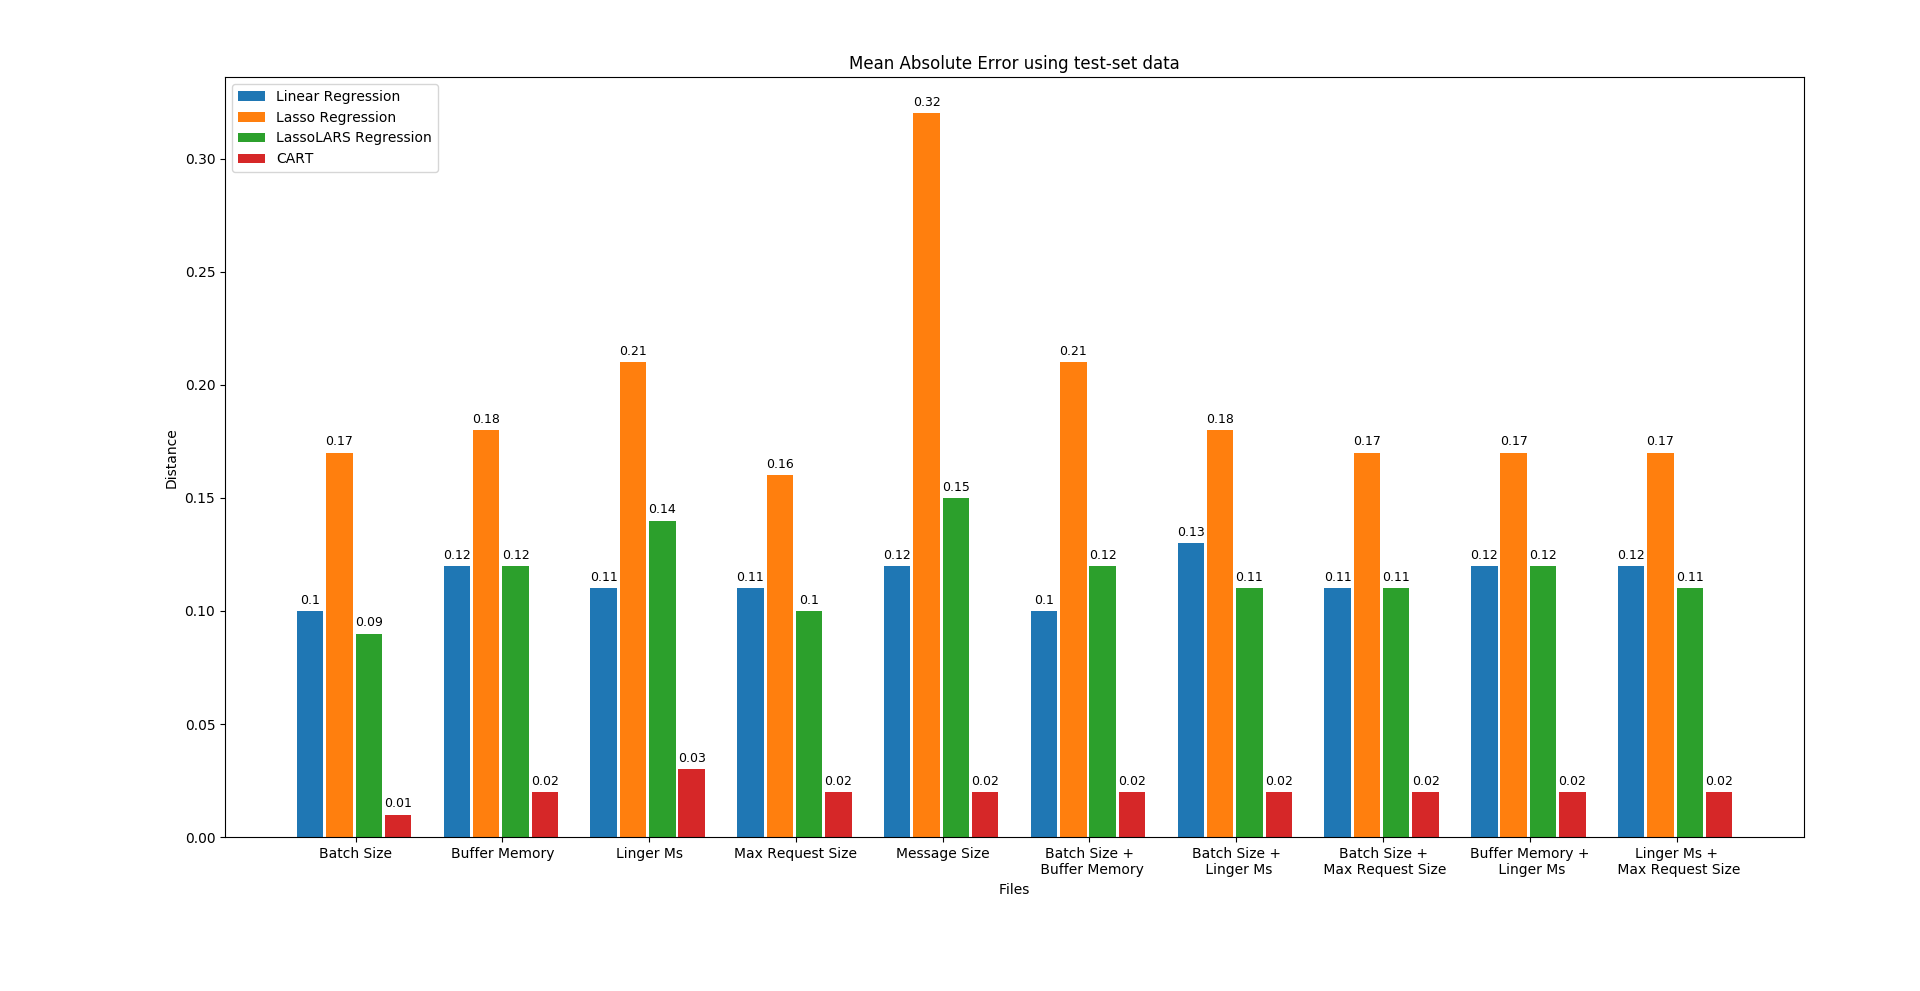 Mean Absolute Error using test-set data
Linear Regression
Lasso Regression
LassoLARS Regression
CART
Distance
0.30
0.25
0.20
0.15
0.10
0.05
0.00
0.1
0.17
0.09
0.01
0.12
0.18
0.12
0.02
0.11
0.21
0.14
0.03
0.11
0.16
0.1
0.02
0.12
0.32
0.15
0.02
0.1
0.21
0.12
0.02
0.13
0.18
0.11
0.02
0.11
0.17
0.11
0.02
0.12
0.17
0.12
0.02
0.12
0.17
0.11
0.02
Batch Size
Buffer Memory
Linger Ms
Max Request Size
Message Size
Batch Size +
Buffer Memory
Batch Size +
Linger Ms
Batch Size +
Max Request Size
Buffer Memory +
Linger Ms
Linger Ms +
Max Request Size
Files